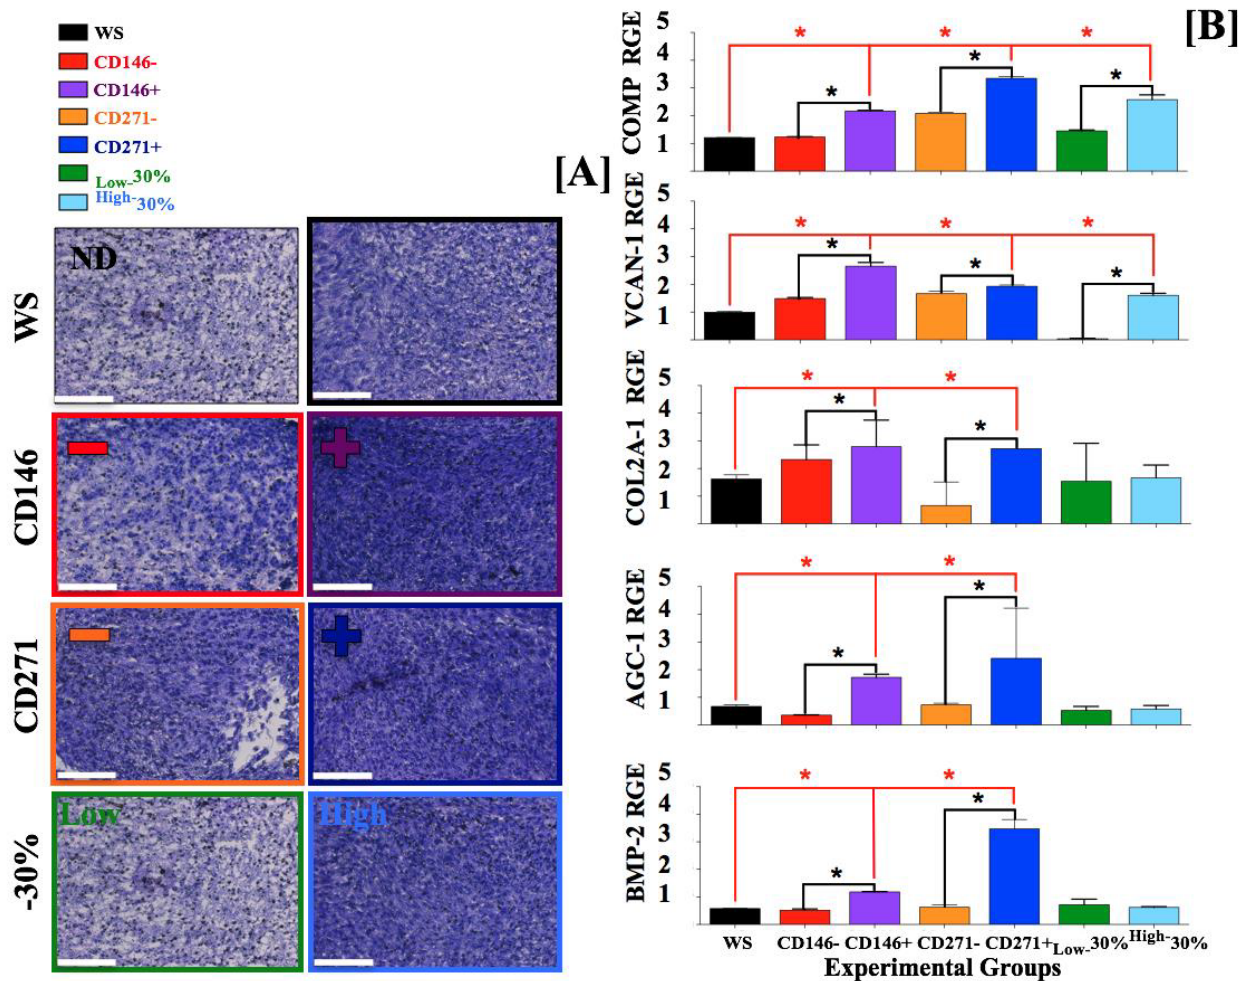 WS
CD146-
CD146+
CD271-
CD271+
Low-30%
High-30%
[A]
ND
WS
CD146
CD271
Low
High
-30%
[B]
COMP RGE
5
4
3
2
1
* * *
* * *
VCAN-1 RGE
5
4
3
2
1
* * *
* * *
COL2A-1 RGE
5
4
3
2
1
* *
* *
AGC-1 RGE
5
4
3
2
1
* *
* *
BMP-2 RGE
5
4
3
2
1
* *
* *
WS CD146- CD146+ CD271- CD271+ Low-30% High-30%
Experimental Groups